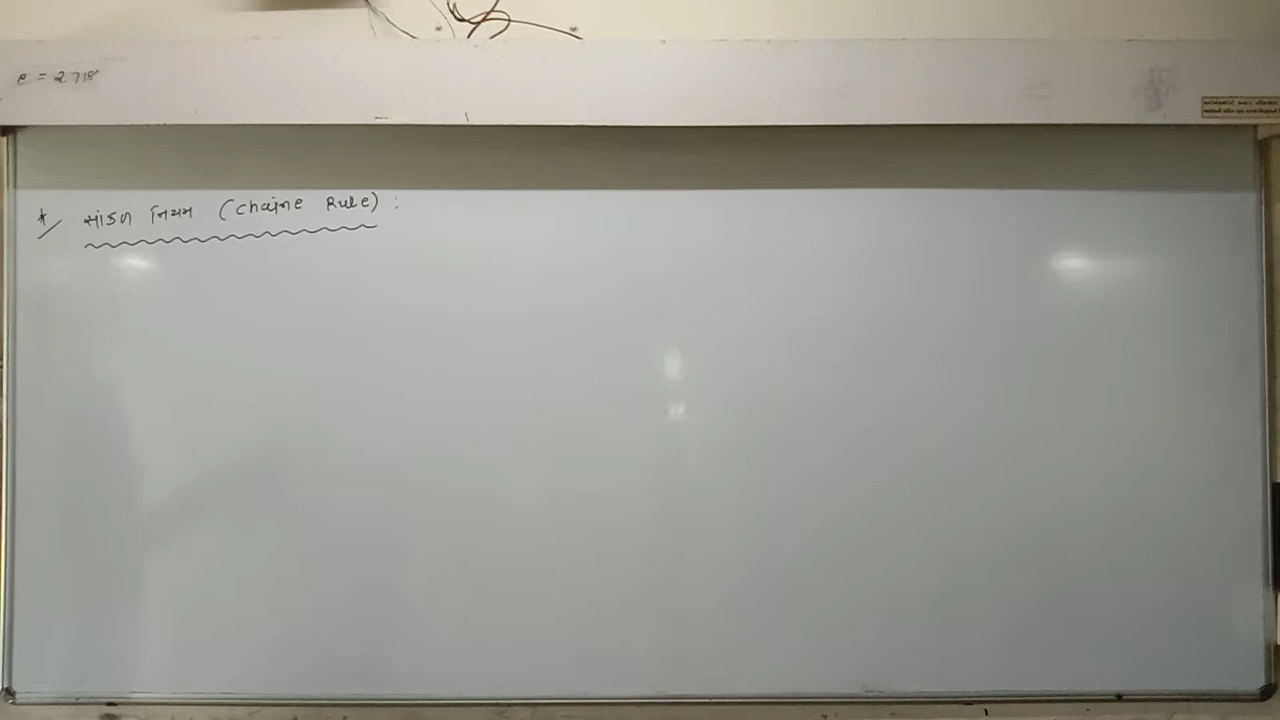 e = 2.718
* સાંકળ નિયમ (Chaine Rule) :